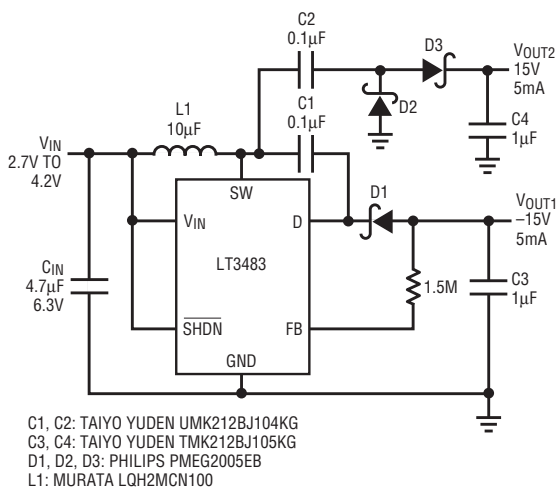 C2
0.1µF
D3
VOUT2
15V
5mA
C1
0.1µF
D2
L1
10µF
C4
1µF
VIN
2.7V TO
4.2V
SW
D1
VOUT1
–15V
5mA
VIN
D
LT3483
CIN
4.7µF
6.3V
1.5M
C3
1µF
SHDN
FB
GND
C1, C2: TAIYO YUDEN UMK212BJ104KG
C3, C4: TAIYO YUDEN TMK212BJ105KG
D1, D2, D3: PHILIPS PMEG2005EB
L1: MURATA LQH2MCN100